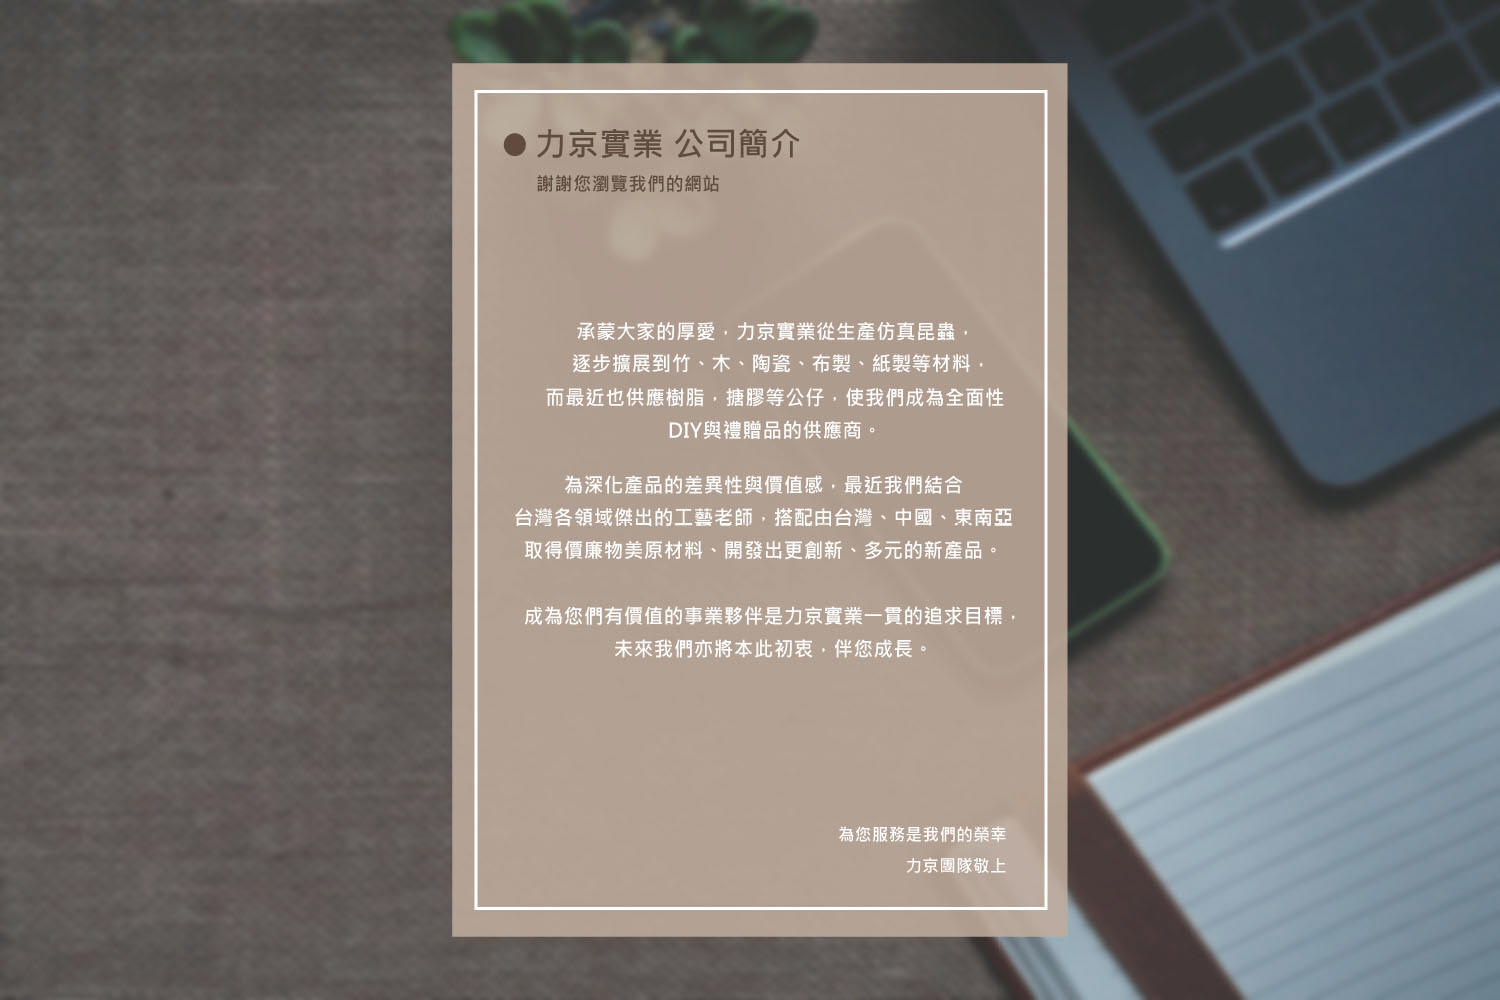 ● 力京實業 公司簡介
謝謝您瀏覽我們的網站
承蒙大家的厚愛，力京實業從生產仿真昆蟲，
逐步擴展到竹、木、陶瓷、布製、紙製等材料，
而最近也供應樹脂，搪膠等公仔，使我們成為全面性
DIY與禮贈品的供應商。
為深化產品的差異性與價值感，最近我們結合
台灣各領域傑出的工藝老師，搭配由台灣、中國、東南亞
取得價廉物美原材料、開發出更創新、多元的新產品。
成為您們有價值的事業夥伴是力京實業一貫的追求目標，
未來我們亦將本此初衷，伴您成長。
為您服務是我們的榮幸
力京團隊敬上